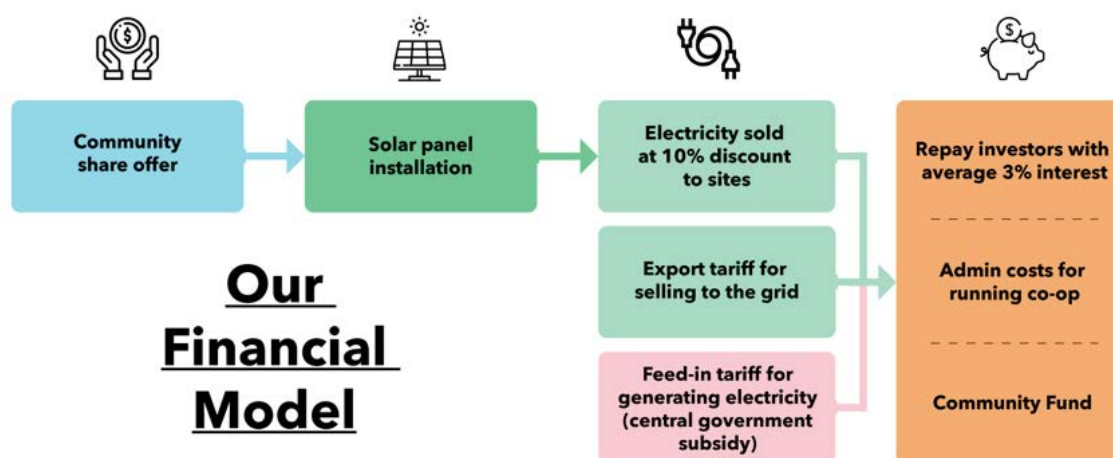 Community
share offer
Solar panel
installation
Electricity sold
at 10% discount
to sites
Export tariff for
selling to the grid
Feed-in tariff for
generating electricity
(central government
subsidy)
Repay investors with
average 3% interest
Admin costs for
running co-op
Community Fund
Our
Financial
Model